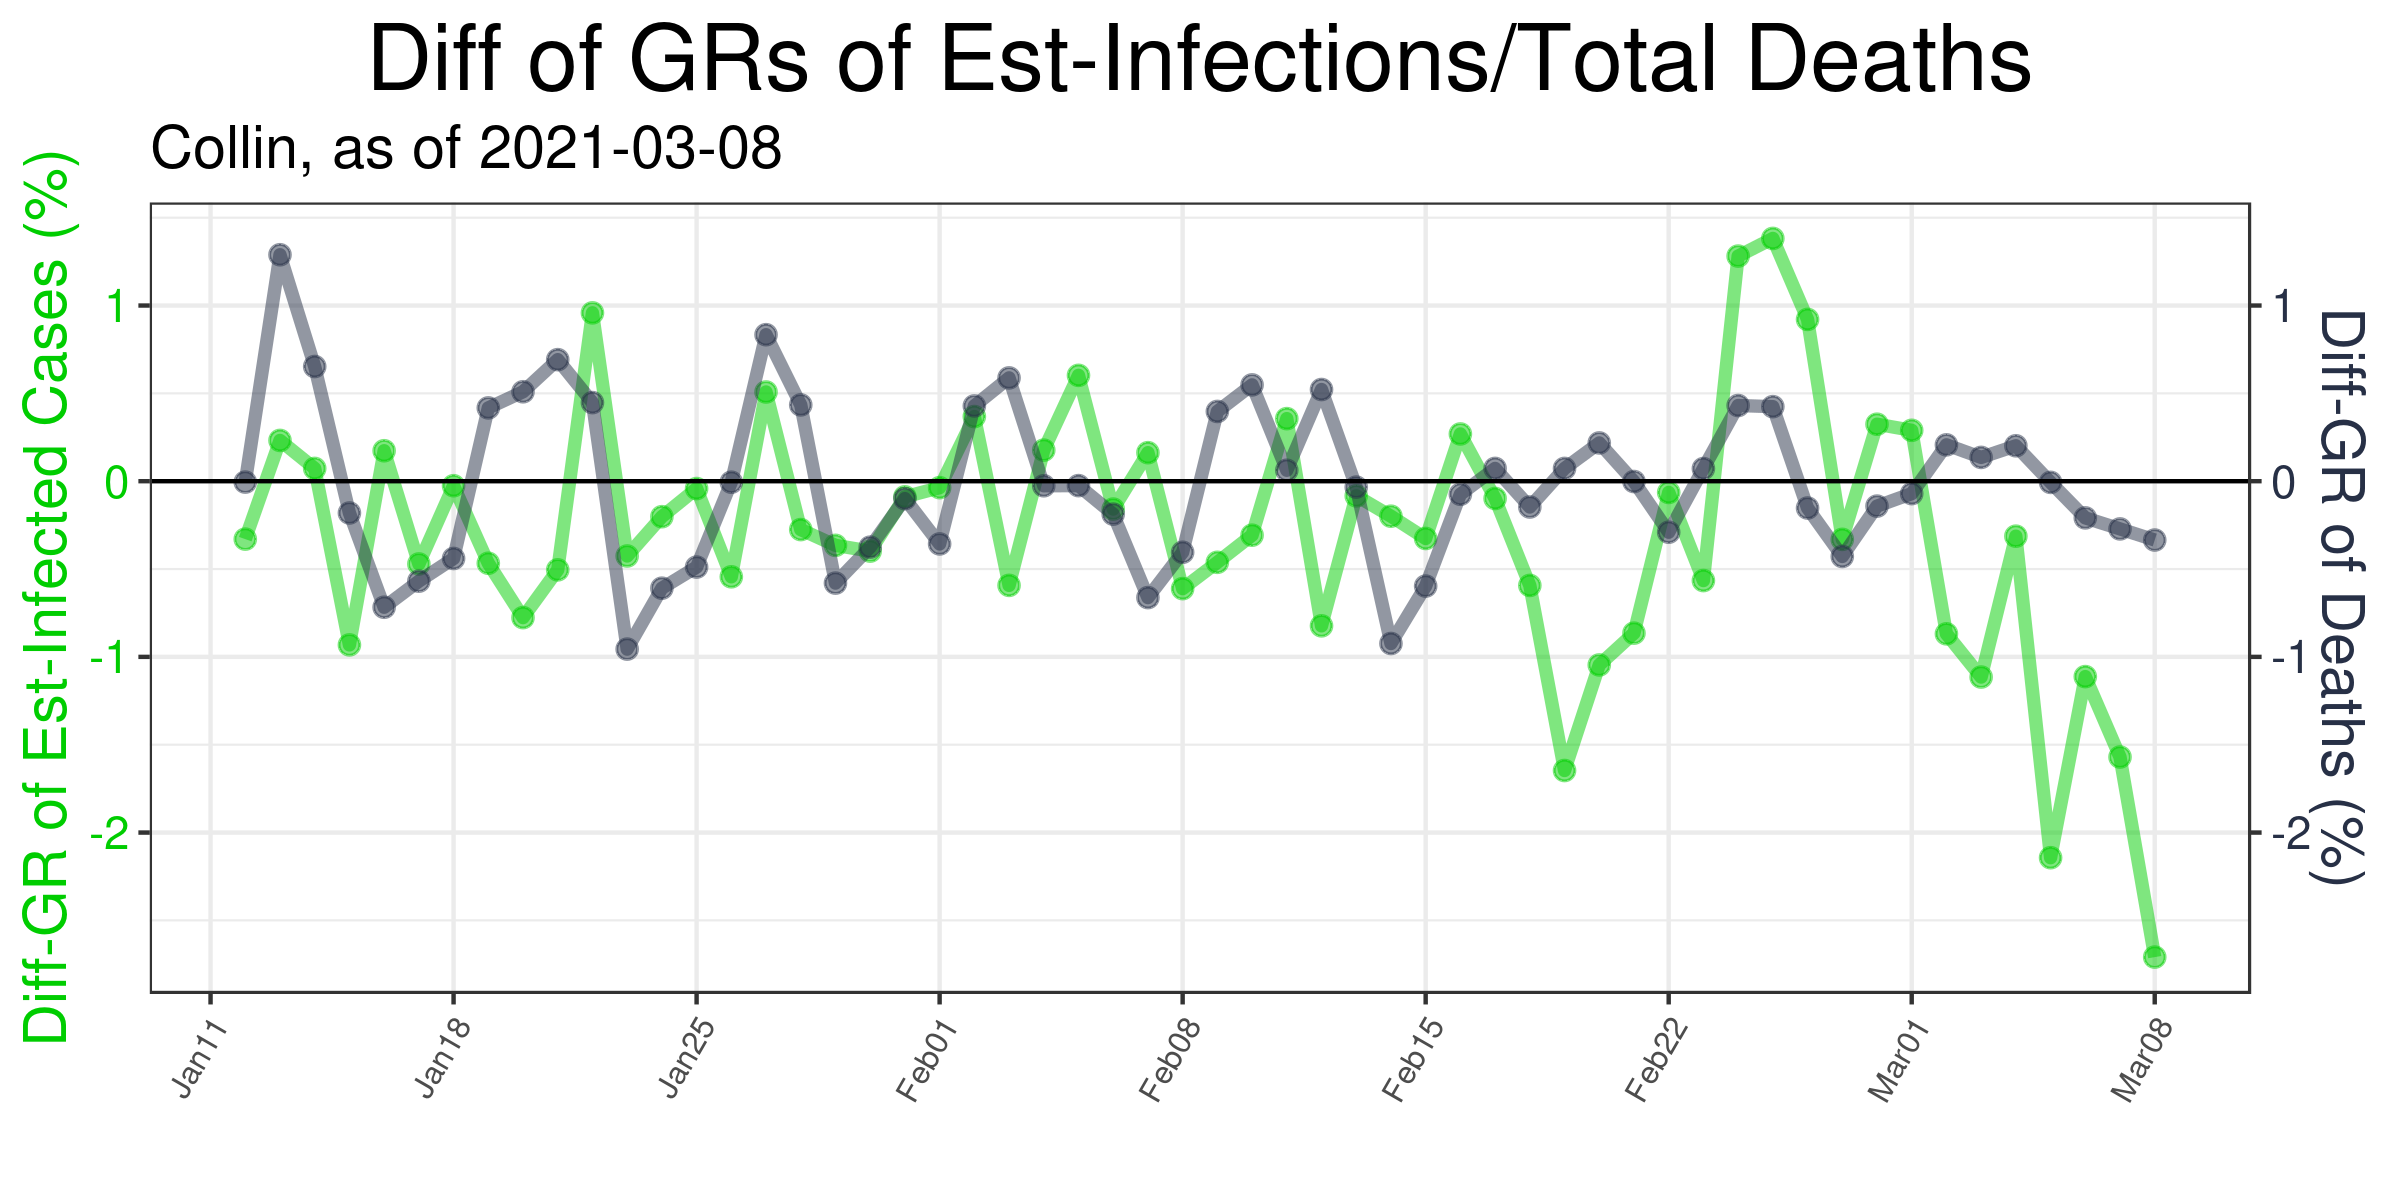 Diff of GRs of Est-Infections/Total Deaths
Collin, as of 2021-03-08
Diff-GR of Est-Infected Cases (%)
1
0
-1
-2
1
0
-1
-2
Diff-GR of Deaths (%)
Jan11
Jan18
Jan25
Feb01
Feb08
Feb15
Feb22
Mar01
Mar08